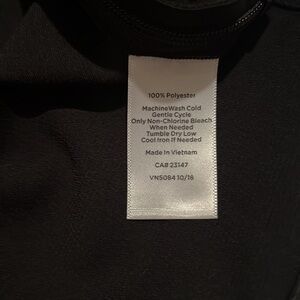 100% Polyester
MachineWash Cold
Gentle Cycle
Only Non-Chlorine Bleach
When Needed
Tumble Dry Low
Cool Iron If Needed
Made in Vietnam
CA# 23147
VN5084 10/16